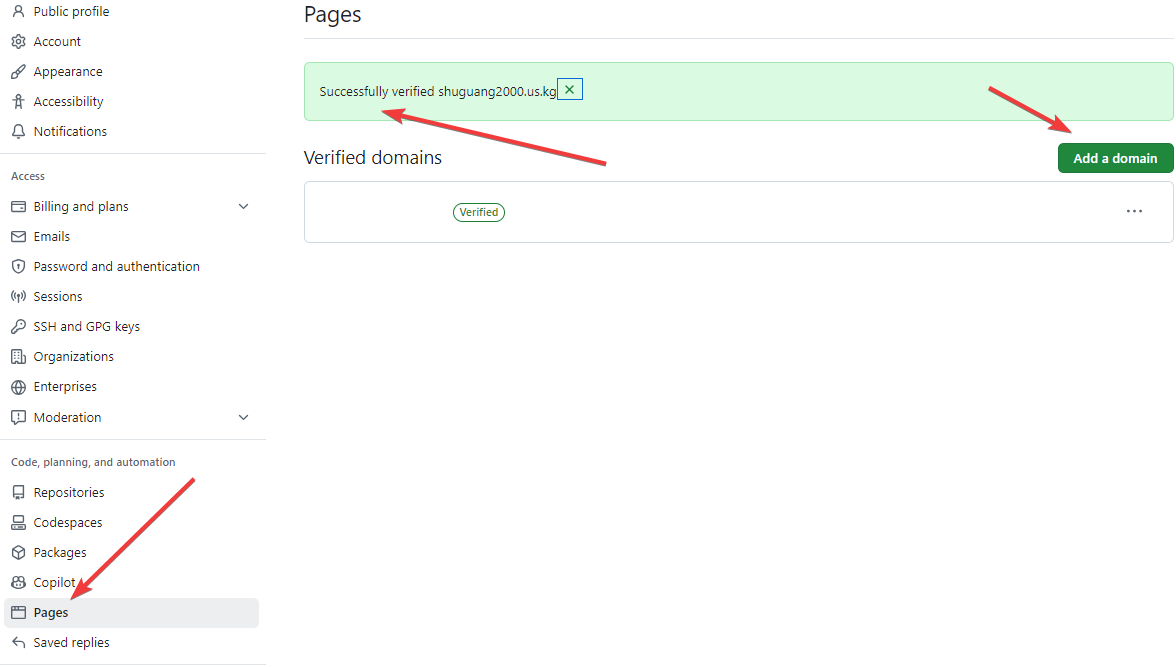 Public profile
Account
Appearance
Accessibility
Notifications
Access
Billing and plans
Emails
Password and authentication
Sessions
SSH and GPG keys
Organizations
Enterprises
Moderation
Code, planning, and automation
Repositories
Codespaces
Packages
Copilot
Pages
Saved replies
Pages
Successfully verified shuguang2000.us.kg
Verified domains
Add a domain
Verified